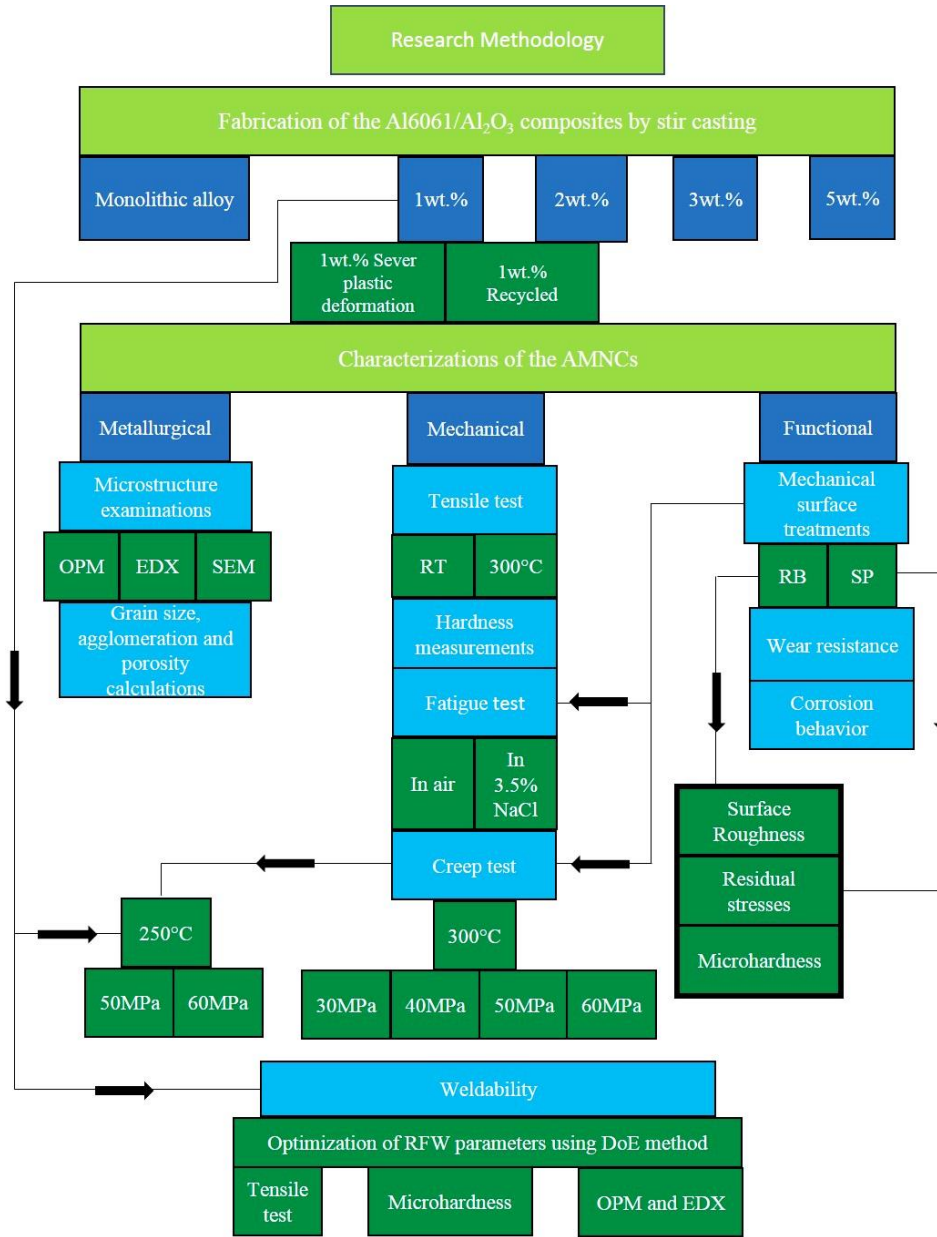 Research Methodology
Fabrication of the Al6061/Al₂O₃ composites by stir casting
Monolithic alloy
1wt.%
2wt.%
3wt.%
5wt.%
1wt.% Sever
plastic
deformation
1wt.%
Recycled
Characterizations of the AMNCs
Metallurgical
Mechanical
Functional
Microstructure
examinations
OPM
EDX
SEM
Grain size,
agglomeration and
porosity
calculations
Tensile test
RT
300°C
Hardness
measurements
Fatigue test
In air
In
3.5%
NaCl
Creep test
Mechanical
surface
treatments
RB
SP
Wear resistance
Corrosion
behavior
Surface
Roughness
Residual
stresses
Microhardness
250°C
50MPa
60MPa
300°C
30MPa
40MPa
50MPa
60MPa
Weldability
Optimization of RFW parameters using DoE method
Tensile
test
Microhardness
OPM and EDX